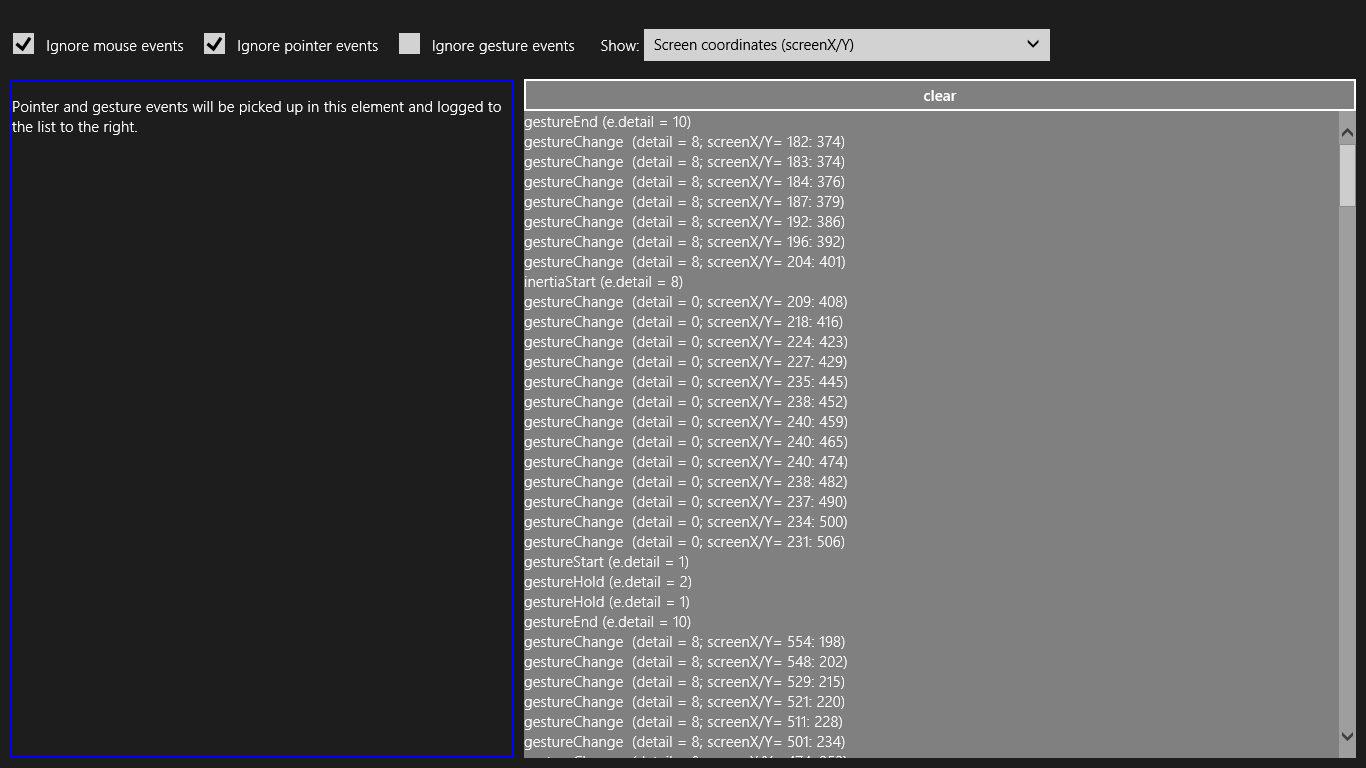 Ignore mouse events Ignore pointer events Ignore gesture events Show: Screen coordinates (screenX/Y)
Pointer and gesture events will be picked up in this element and logged to
the list to the right.
clear
gestureEnd (e.detail = 10)
gestureChange (detail = 8; screenX/Y= 182: 374)
gestureChange (detail = 8; screenX/Y= 183: 374)
gestureChange (detail = 8; screenX/Y= 184: 376)
gestureChange (detail = 8; screenX/Y= 187: 379)
gestureChange (detail = 8; screenX/Y= 192: 386)
gestureChange (detail = 8; screenX/Y= 196: 392)
gestureChange (detail = 8; screenX/Y= 204: 401)
inertiaStart (e.detail = 8)
gestureChange (detail = 0; screenX/Y= 209: 408)
gestureChange (detail = 0; screenX/Y= 218: 416)
gestureChange (detail = 0; screenX/Y= 224: 423)
gestureChange (detail = 0; screenX/Y= 227: 429)
gestureChange (detail = 0; screenX/Y= 235: 445)
gestureChange (detail = 0; screenX/Y= 238: 452)
gestureChange (detail = 0; screenX/Y= 240: 459)
gestureChange (detail = 0; screenX/Y= 240: 465)
gestureChange (detail = 0; screenX/Y= 240: 474)
gestureChange (detail = 0; screenX/Y= 238: 482)
gestureChange (detail = 0; screenX/Y= 237: 490)
gestureChange (detail = 0; screenX/Y= 234: 500)
gestureChange (detail = 0; screenX/Y= 231: 506)
gestureStart (e.detail = 1)
gestureHold (e.detail = 2)
gestureHold (e.detail = 1)
gestureEnd (e.detail = 10)
gestureChange (detail = 8; screenX/Y= 554: 198)
gestureChange (detail = 8; screenX/Y= 548: 202)
gestureChange (detail = 8; screenX/Y= 529: 215)
gestureChange (detail = 8; screenX/Y= 521: 220)
gestureChange (detail = 8; screenX/Y= 511: 228)
gestureChange (detail = 8; screenX/Y= 501: 234)